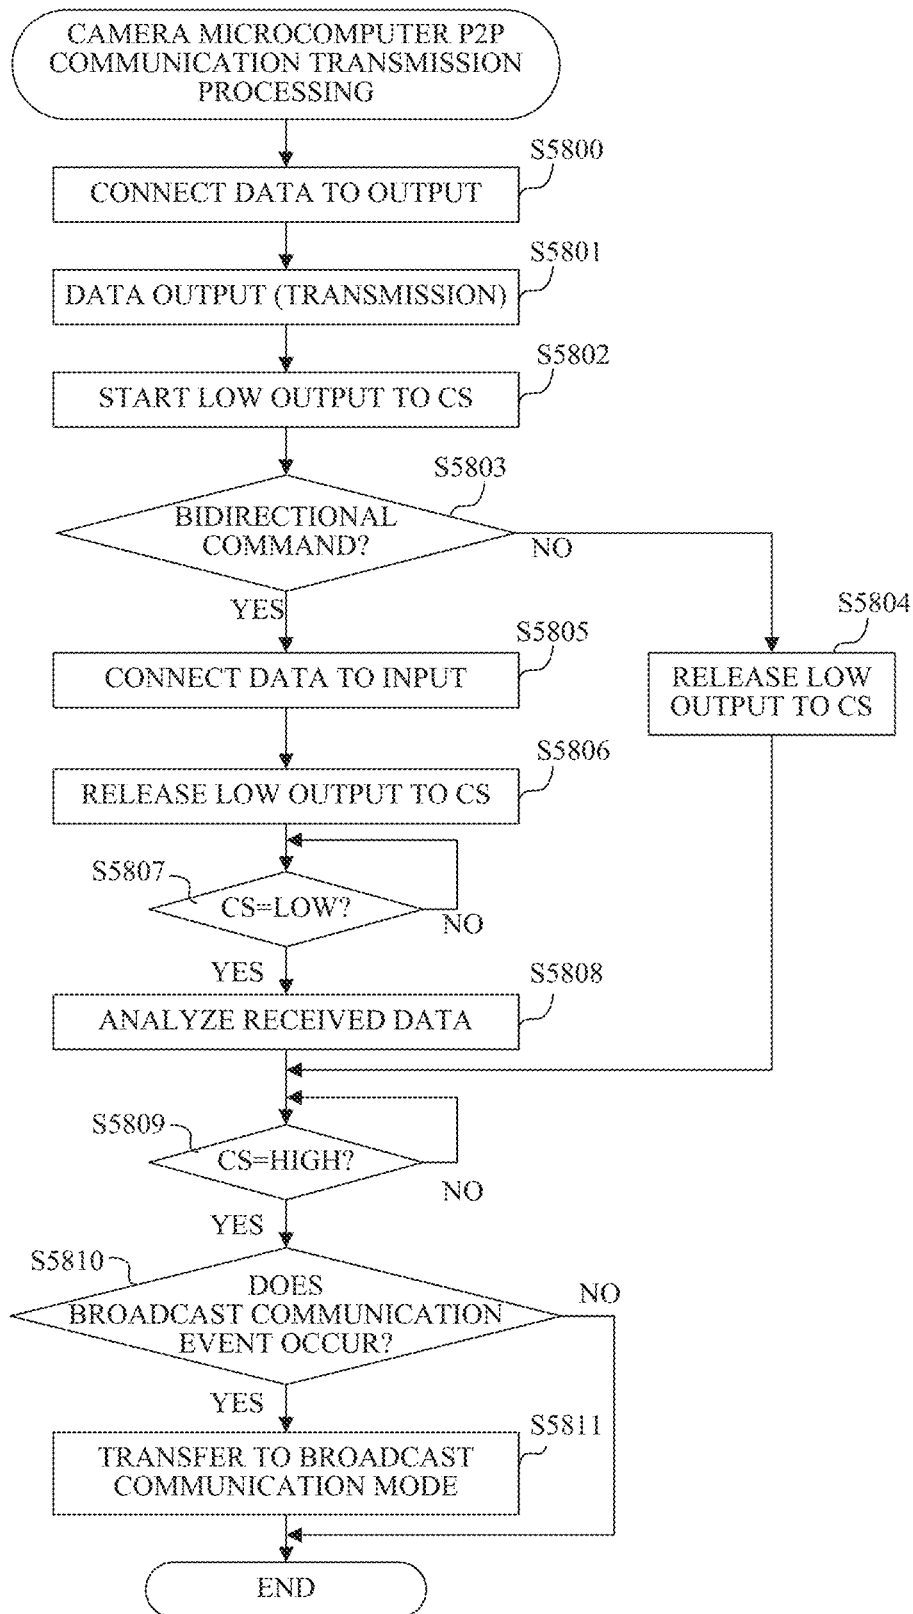 CAMERA MICROCOMPUTER P2P
COMMUNICATION TRANSMISSION
PROCESSING
S5800
CONNECT DATA TO OUTPUT
S5801
DATA OUTPUT (TRANSMISSION)
S5802
START LOW OUTPUT TO CS
S5803
BIDIRECTIONAL
COMMAND?
NO
YES
S5804
RELEASE LOW
OUTPUT TO CS
S5805
CONNECT DATA TO INPUT
S5806
RELEASE LOW OUTPUT TO CS
S5807
CS=LOW?
NO
YES
S5808
ANALYZE RECEIVED DATA
S5809
CS=HIGH?
NO
YES
S5810
DOES
BROADCAST COMMUNICATION
EVENT OCCUR?
NO
YES
S5811
TRANSFER TO BROADCAST
COMMUNICATION MODE
END